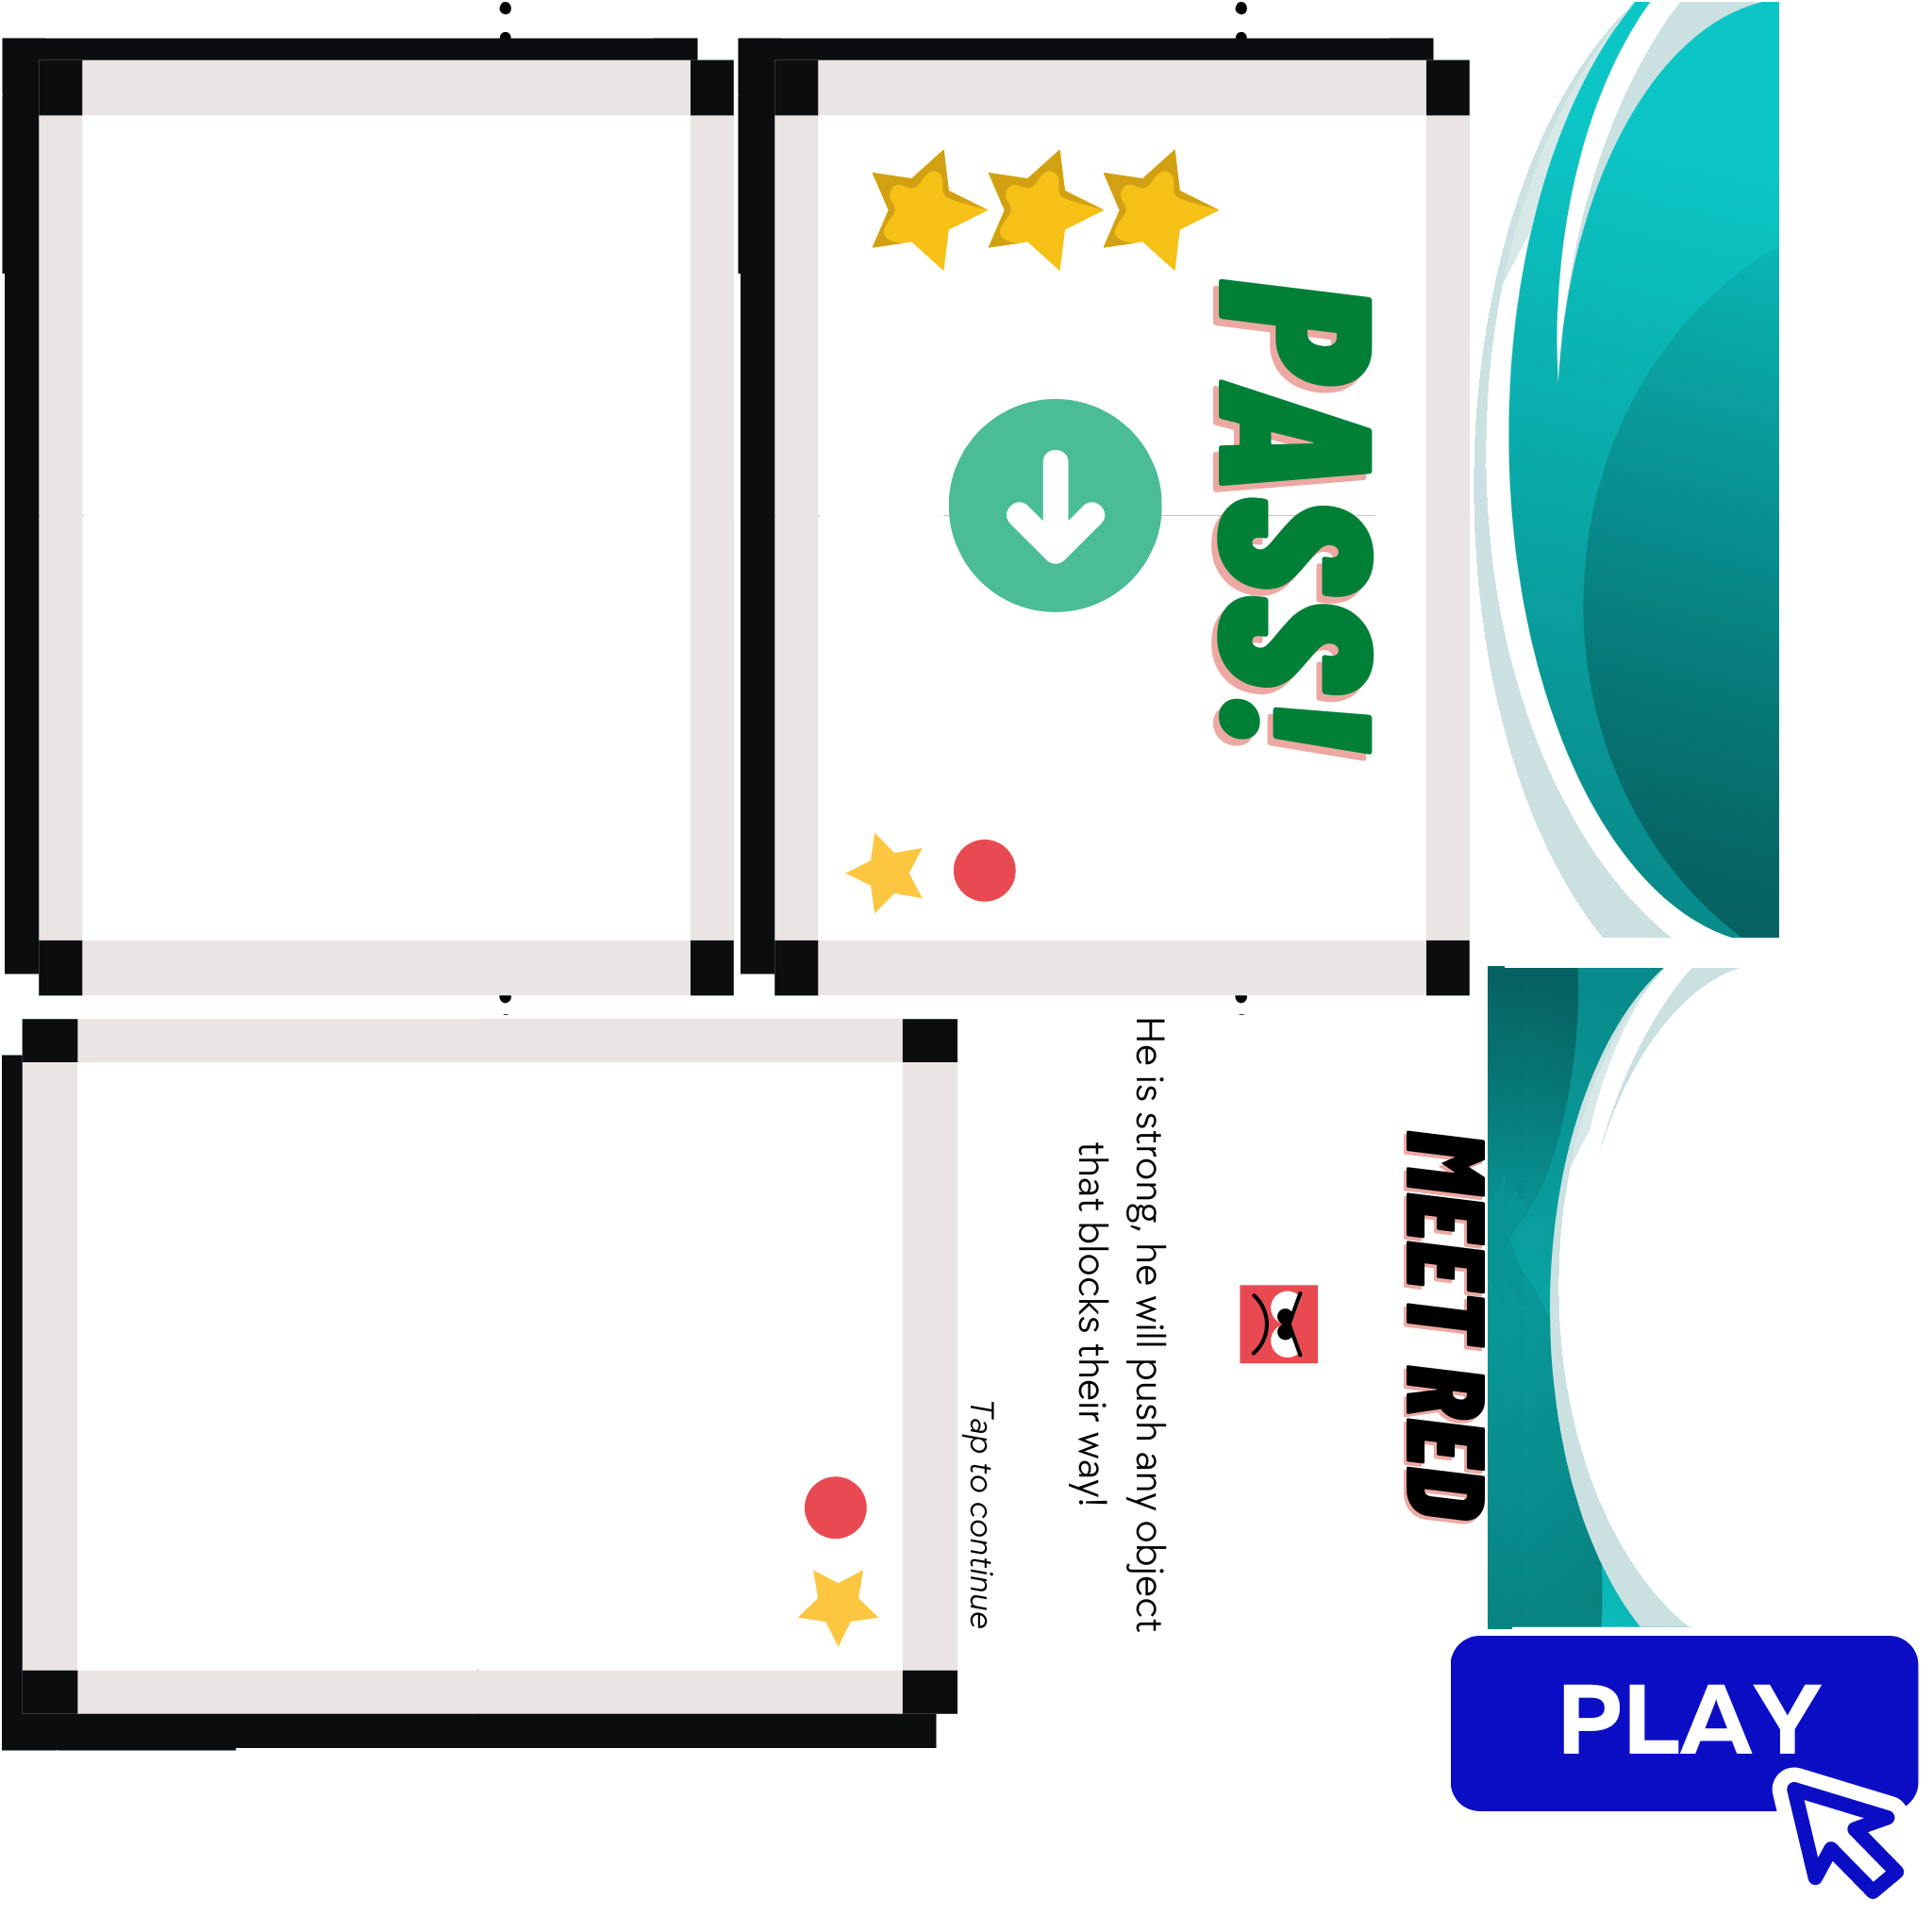 PASS!
MEET RED
He is strong, he will push any object
that blocks their way!
Tap to continue
PLAY